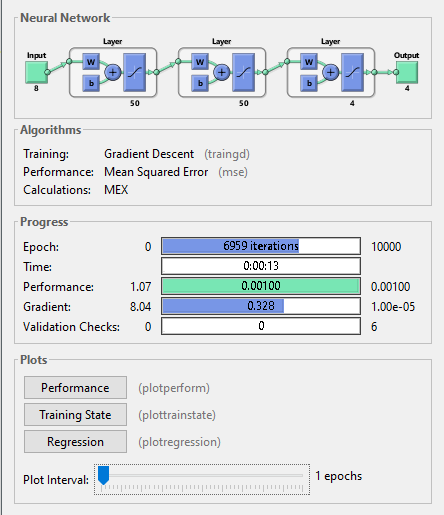 Neural Network
Layer Layer Layer
Input Output
W W W
b b b
8 50 50 4 4
Algorithms
Training: Gradient Descent (traingd)
Performance: Mean Squared Error (mse)
Calculations: MEX
Progress
Epoch: 0 6959 iterations 10000
Time: 0:00:13
Performance: 1.07 0.00100 0.00100
Gradient: 8.04 0.328 1.00e-05
Validation Checks: 0 0 6
Plots
Performance (plotperform)
Training State (plottrainstate)
Regression (plotregression)
Plot Interval: 1 epochs